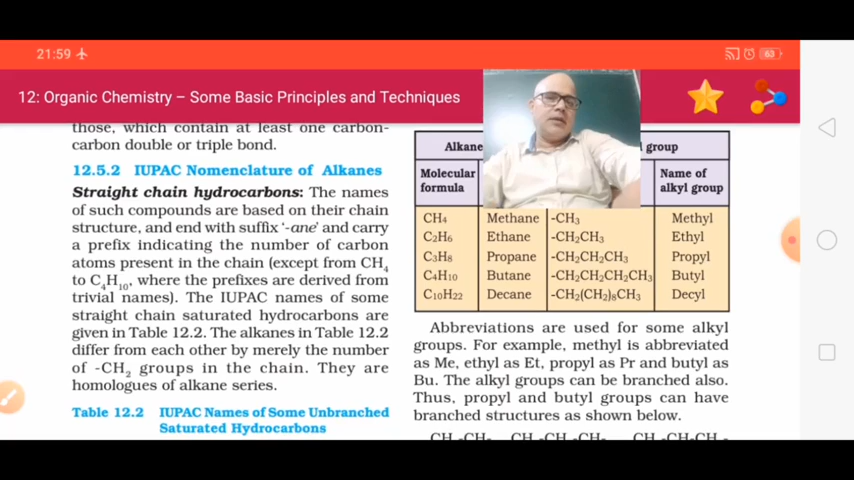 21:59
63
12: Organic Chemistry – Some Basic Principles and Techniques
those, which contain at least one carbon-
carbon double or triple bond.
12.5.2 IUPAC Nomenclature of Alkanes
Straight chain hydrocarbons: The names
of such compounds are based on their chain
structure, and end with suffix ‘-ane’ and carry
a prefix indicating the number of carbon
atoms present in the chain (except from CH₄
to C₄H₁₀, where the prefixes are derived from
trivial names). The IUPAC names of some
straight chain saturated hydrocarbons are
given in Table 12.2. The alkanes in Table 12.2
differ from each other by merely the number
of -CH₂ groups in the chain. They are
homologues of alkane series.
Table 12.2 IUPAC Names of Some Unbranched
Saturated Hydrocarbons
Alkane group
Molecular formula Name of alkyl group
CH₄ Methane -CH₃ Methyl
C₂H₆ Ethane -CH₂CH₃ Ethyl
C₃H₈ Propane -CH₂CH₂CH₃ Propyl
C₄H₁₀ Butane -CH₂CH₂CH₂CH₃ Butyl
C₁₀H₂₂ Decane -CH₂(CH₂)₈CH₃ Decyl
Abbreviations are used for some alkyl
groups. For example, methyl is abbreviated
as Me, ethyl as Et, propyl as Pr and butyl as
Bu. The alkyl groups can be branched also.
Thus, propyl and butyl groups can have
branched structures as shown below.